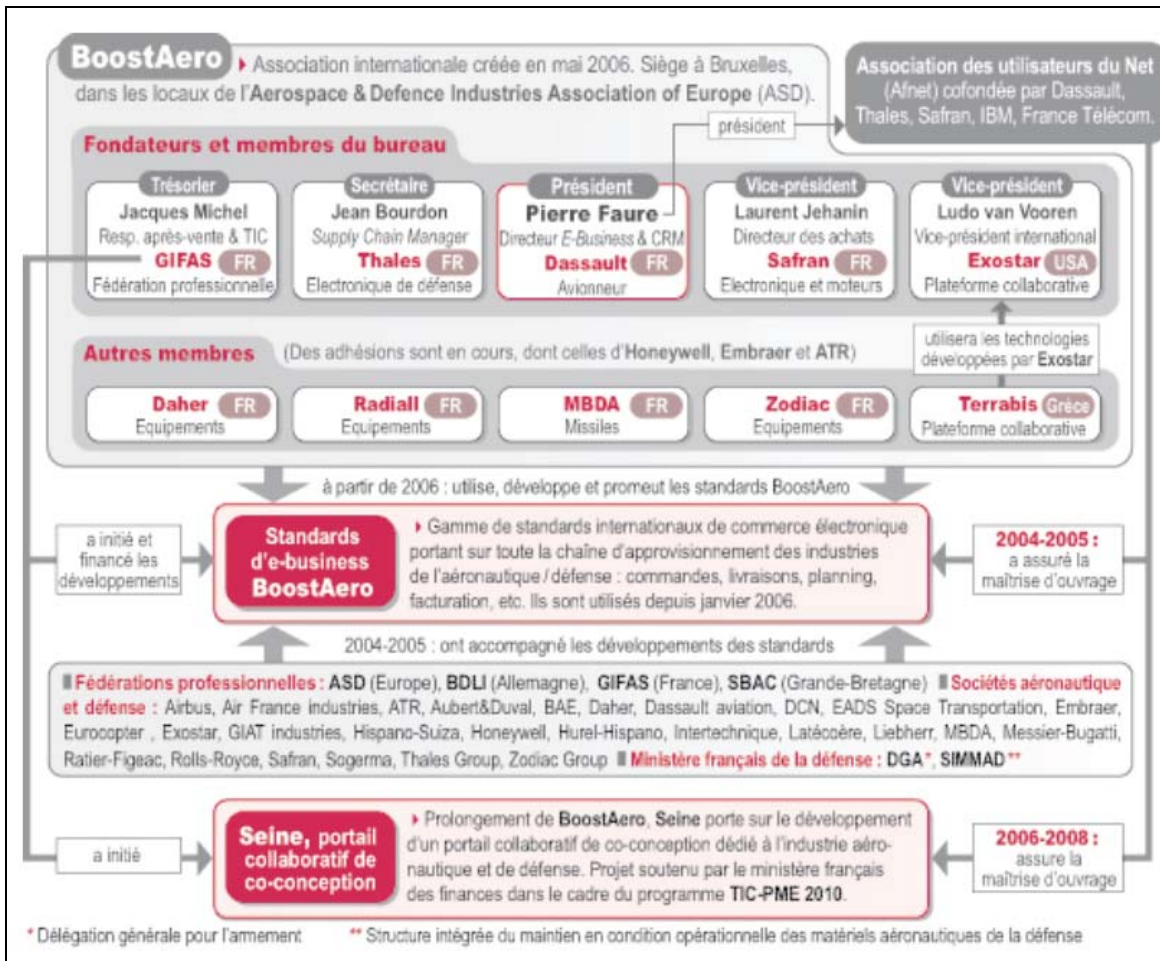 BoostAero ▸ Association internationale créée en mai 2006. Siège à Bruxelles,
dans les locaux de l'Aerospace & Defence Industries Association of Europe (ASD).
Association des utilisateurs du Net
(Afnet) cofondée par Dassault,
Thales, Safran, IBM, France Télécom.
président
Fondateurs et membres du bureau
Trésorier
Jacques Michel
Resp. après-vente & TIC
GIFAS FR
Fédération professionnelle
Secrétaire
Jean Bourdon
Supply Chain Manager
Thales FR
Electronique de défense
Président
Pierre Faure
Directeur E-Business & CRM
Dassault FR
Avionneur
Vice-président
Laurent Jehanin
Directeur des achats
Safran FR
Electronique et moteurs
Vice-président
Ludo van Vooren
Vice-président international
Exostar USA
Plateforme collaborative
Autres membres (Des adhésions sont en cours, dont celles d'Honeywell, Embraer et ATR)
utilisera les technologies
développées par Exostar
Daher FR
Equipements
Radiall FR
Equipements
MBDA FR
Missiles
Zodiac FR
Equipements
Terrabis Grèce
Plateforme collaborative
à partir de 2006 : utilise, développe et promeut les standards BoostAero
a initié et
financé les
développements
Standards
d'e-business
BoostAero
▸ Gamme de standards internationaux de commerce électronique
portant sur toute la chaîne d'approvisionnement des industries
de l'aéronautique / défense : commandes, livraisons, planning,
facturation, etc. Ils sont utilisés depuis janvier 2006.
2004-2005 :
a assuré la
maîtrise d'ouvrage
2004-2005 : ont accompagné les développements des standards
Fédérations professionnelles : ASD (Europe), BDLI (Allemagne), GIFAS (France), SBAC (Grande-Bretagne) Sociétés aéronautique
et défense : Airbus, Air France industries, ATR, Aubert&Duval, BAE, Daher, Dassault aviation, DCN, EADS Space Transportation, Embraer,
Eurocopter , Exostar, GIAT industries, Hispano-Suiza, Honeywell, Hurel-Hispano, Intertechnique, Latécoère, Liebherr, MBDA, Messier-Bugatti,
Ratier-Figeac, Rolls-Royce, Safran, Sogerma, Thales Group, Zodiac Group Ministère français de la défense : DGA*, SIMMAD**
a initié
Seine, portail
collaboratif de
co-conception
▸ Prolongement de BoostAero, Seine porte sur le développement
d'un portail collaboratif de co-conception dédié à l'industrie aéro-
nautique et de défense. Projet soutenu par le ministère français
des finances dans le cadre du programme TIC-PME 2010.
2006-2008 :
assure la
maîtrise d'ouvrage
* Délégation générale pour l'armement ** Structure intégrée du maintien en condition opérationnelle des matériels aéronautiques de la défense